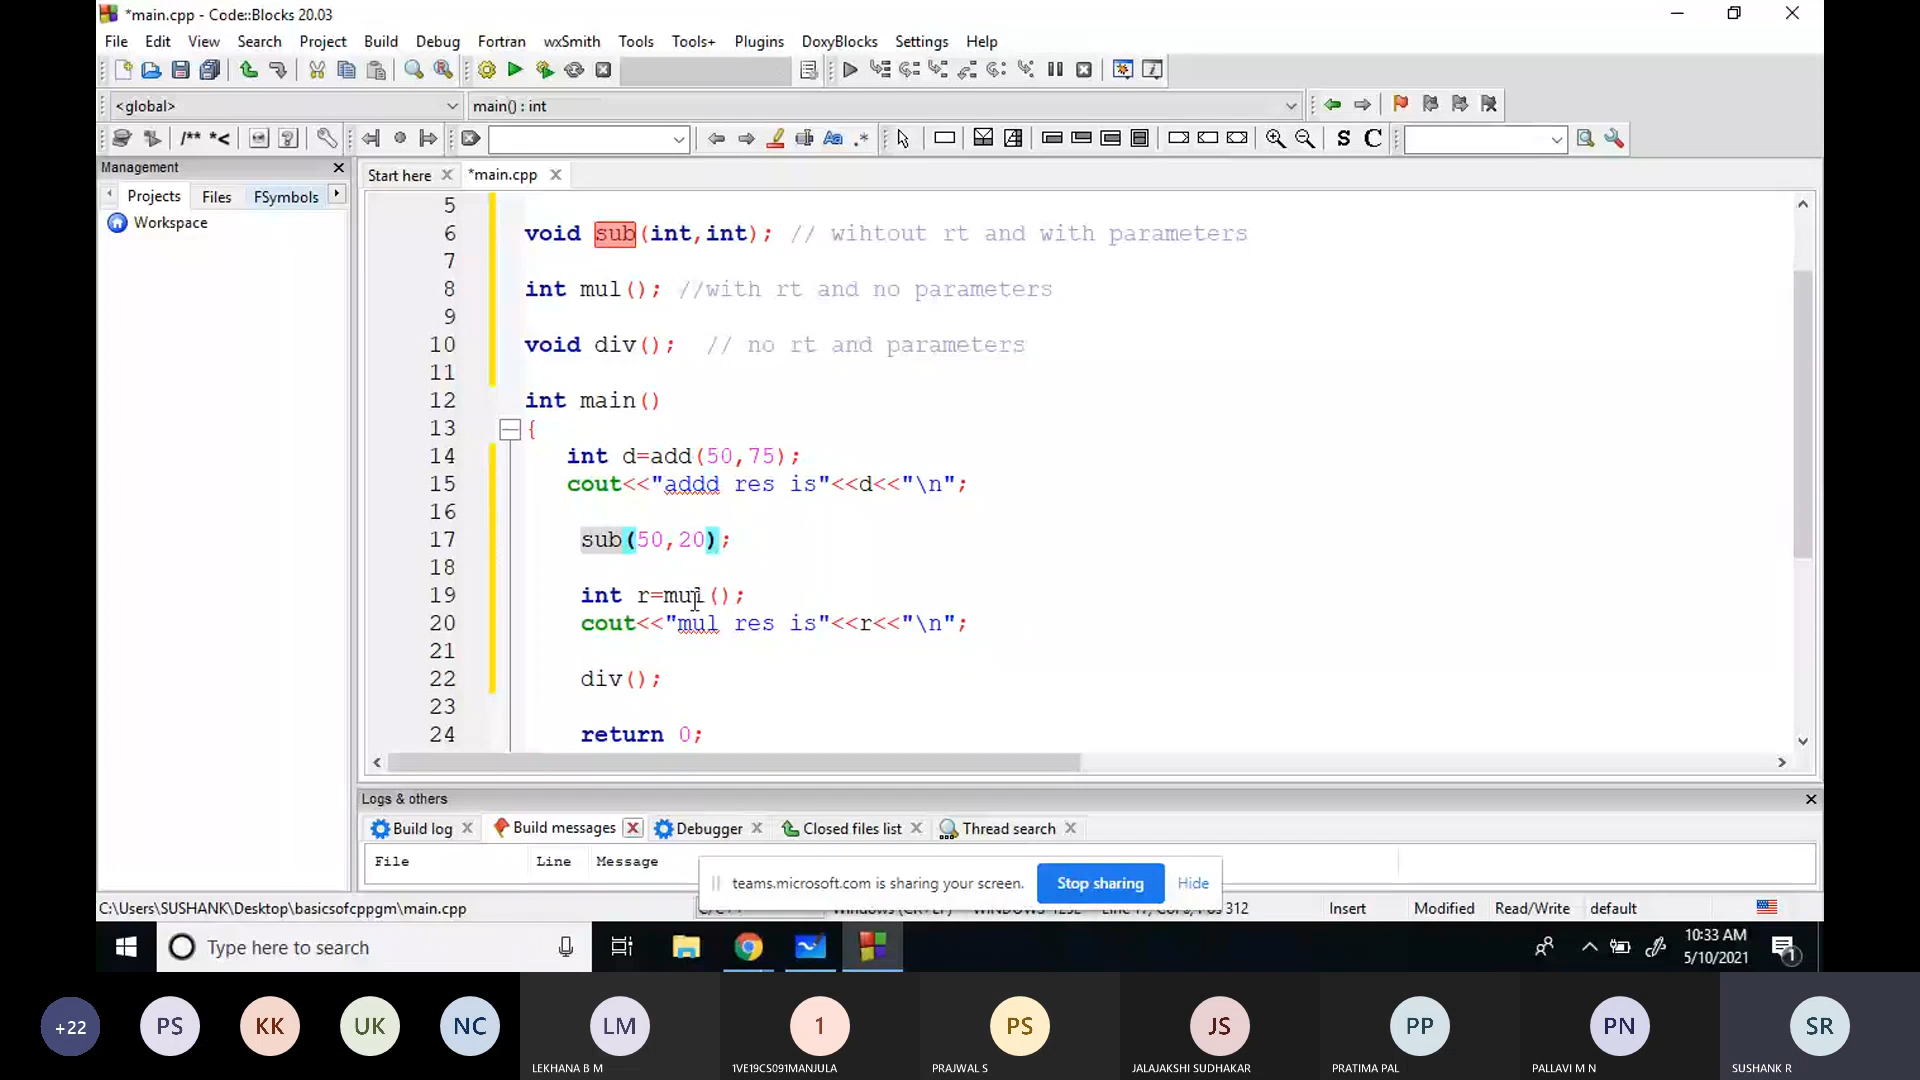 *main.cpp - Code::Blocks 20.03
File Edit View Search Project Build Debug Fortran wxSmith Tools Tools+ Plugins DoxyBlocks Settings Help
<global> main() : int
/** *< Aa .* S C
Management
Start here *main.cpp
Projects Files FSymbols
Workspace
5
6 void sub(int,int); // wihtout rt and with parameters
7
8 int mul(); //with rt and no parameters
9
10 void div(); // no rt and parameters
11
12 int main()
13 {
14 int d=add(50,75);
15 cout<<"addd res is"<<d<<"\n";
16
17 sub(50,20);
18
19 int r=mul();
20 cout<<"mul res is"<<r<<"\n";
21
22 div();
23
24 return 0;
Logs & others
Build log Build messages Debugger Closed files list Thread search
File Line Message
teams.microsoft.com is sharing your screen. Stop sharing Hide
C:\Users\SUSHANK\Desktop\basicsofcppgm\main.cpp 312 Insert Modified Read/Write default
Type here to search
10:33 AM
5/10/2021
1
+22 PS KK UK NC LM 1 PS JS PP PN SR
LEKHANA B M 1VE19CS091MANJULA PRAJWAL S JALAJAKSHI SUDHAKAR PRATIMA PAL PALLAVI M N SUSHANK R